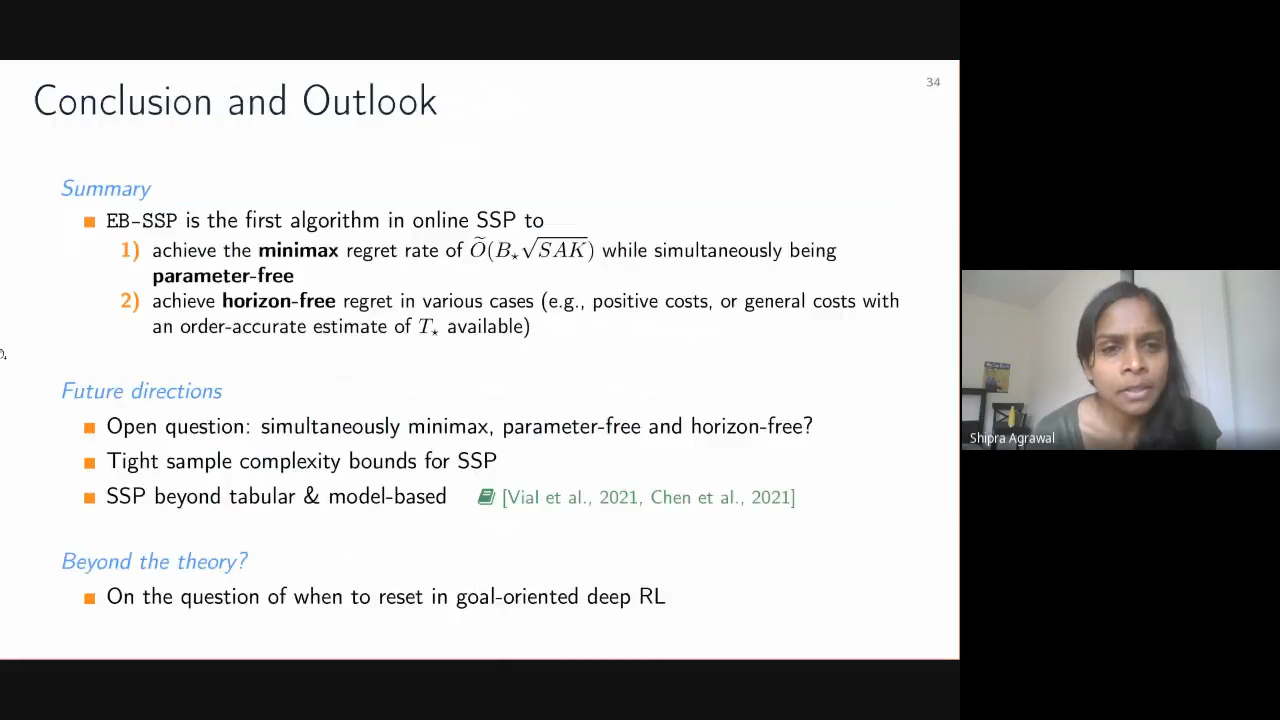 34
Conclusion and Outlook
Summary
EB-SSP is the first algorithm in online SSP to
1) achieve the minimax regret rate of Õ(B⋆√SAK) while simultaneously being
parameter-free
2) achieve horizon-free regret in various cases (e.g., positive costs, or general costs with
an order-accurate estimate of T⋆ available)
Future directions
Open question: simultaneously minimax, parameter-free and horizon-free?
Tight sample complexity bounds for SSP
SSP beyond tabular & model-based [Vial et al., 2021, Chen et al., 2021]
Beyond the theory?
On the question of when to reset in goal-oriented deep RL
Shipra Agrawal